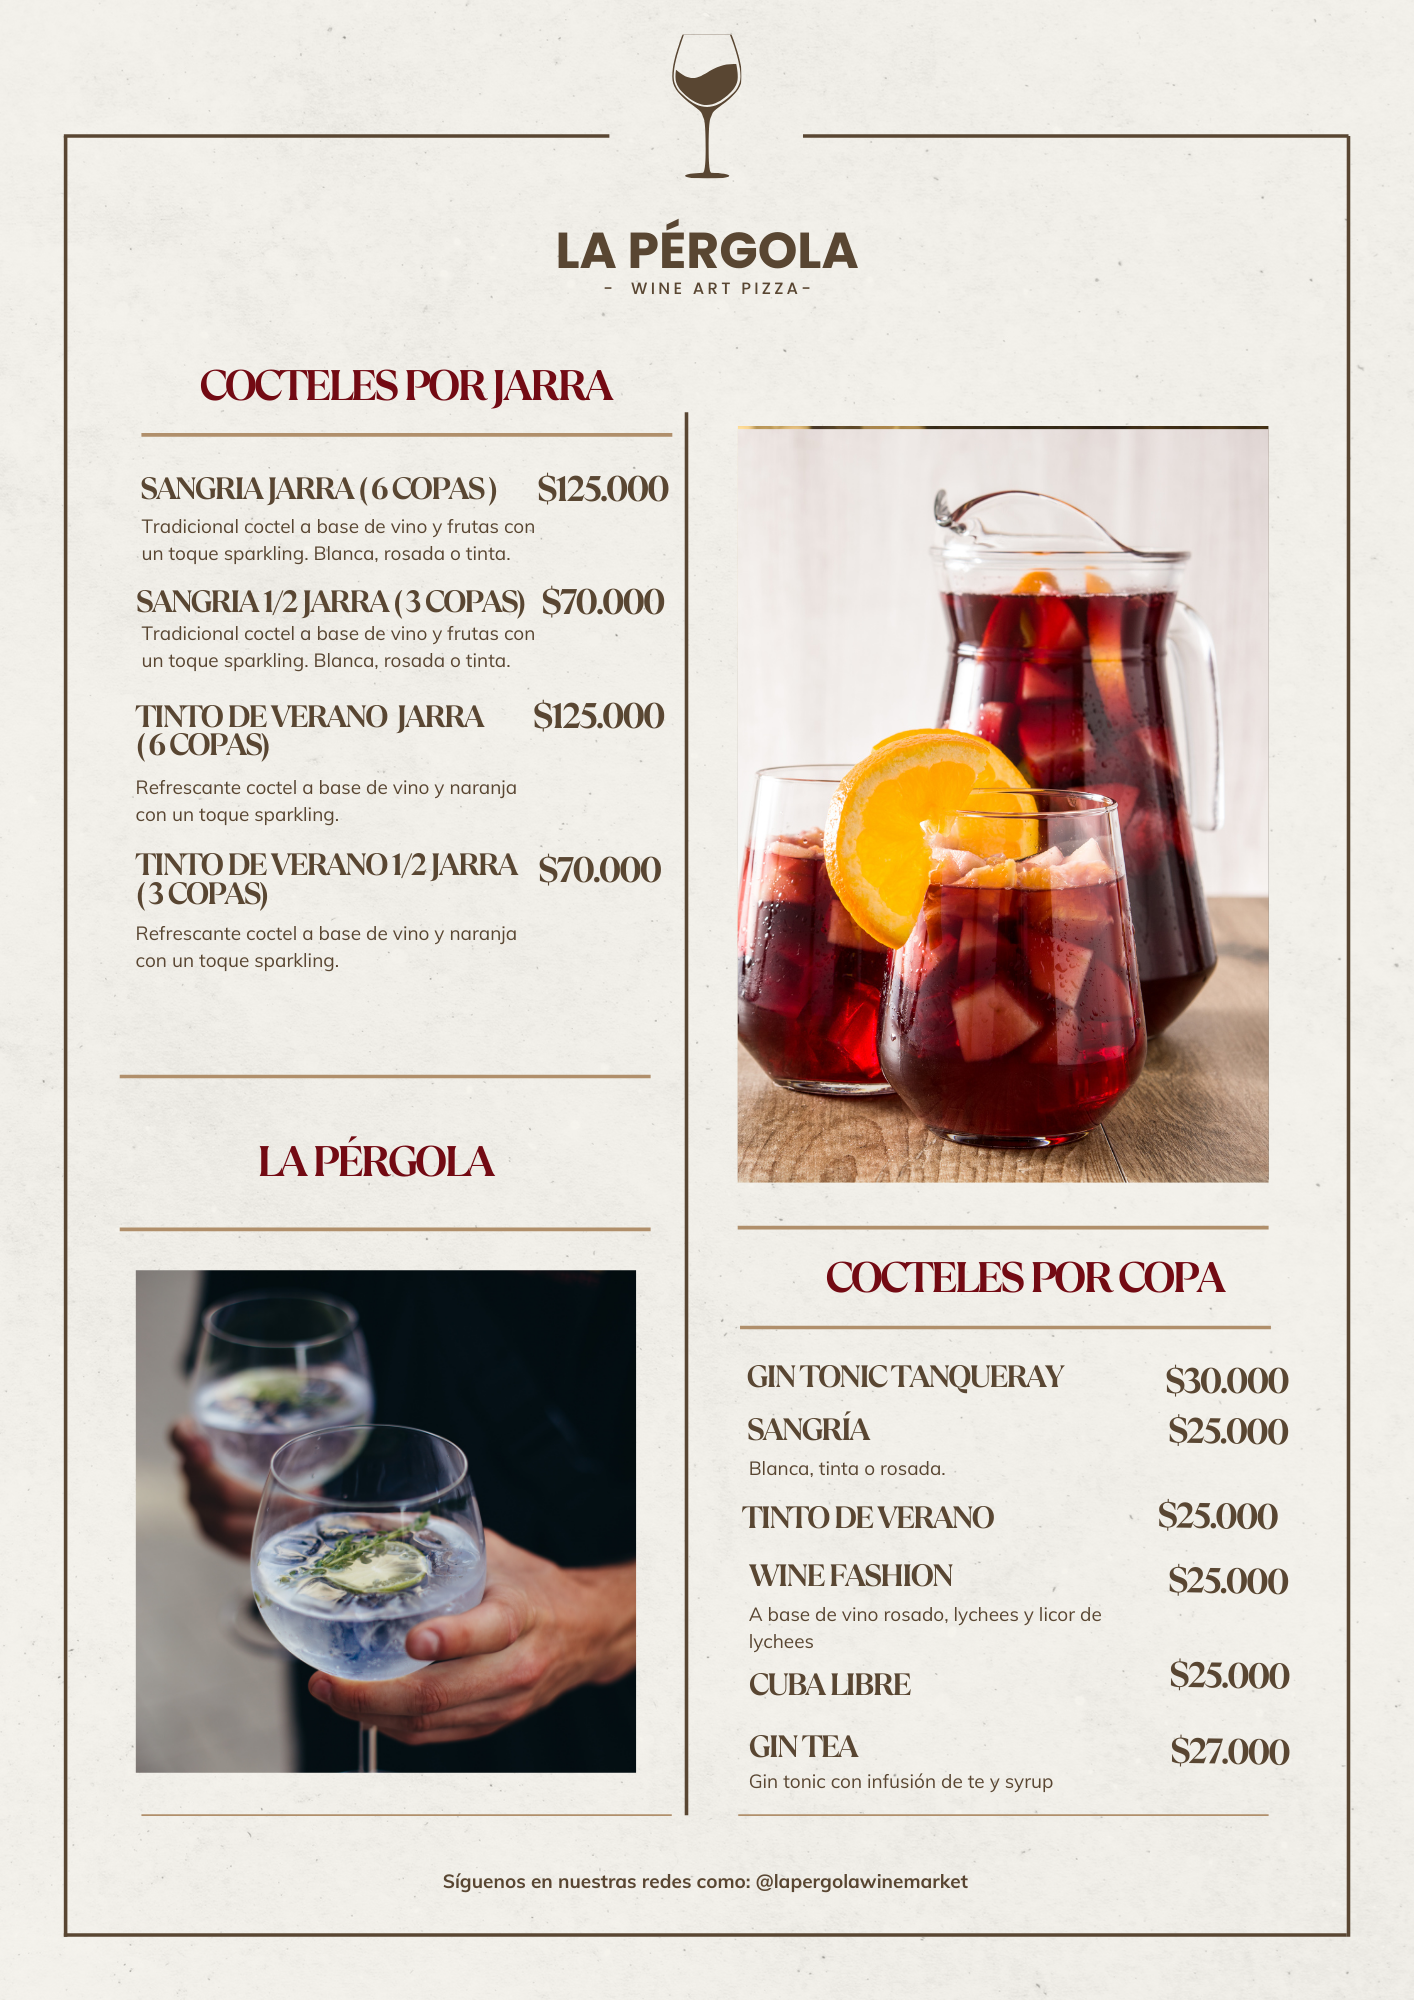 LA PÉRGOLA
- WINE ART PIZZA-
COCTELES POR JARRA
SANGRIA JARRA ( 6 COPAS ) $125.000
Tradicional coctel a base de vino y frutas con
un toque sparkling. Blanca, rosada o tinta.
SANGRIA 1/2 JARRA ( 3 COPAS) $70.000
Tradicional coctel a base de vino y frutas con
un toque sparkling. Blanca, rosada o tinta.
TINTO DE VERANO JARRA $125.000
( 6 COPAS)
Refrescante coctel a base de vino y naranja
con un toque sparkling.
TINTO DE VERANO 1/2 JARRA $70.000
( 3 COPAS)
Refrescante coctel a base de vino y naranja
con un toque sparkling.
LA PÉRGOLA
COCTELES POR COPA
GIN TONIC TANQUERAY $30.000
SANGRÍA $25.000
Blanca, tinta o rosada.
TINTO DE VERANO $25.000
WINE FASHION $25.000
A base de vino rosado, lychees y licor de
lychees
CUBA LIBRE $25.000
GIN TEA $27.000
Gin tonic con infusión de te y syrup
Síguenos en nuestras redes como: @lapergolawinemarket